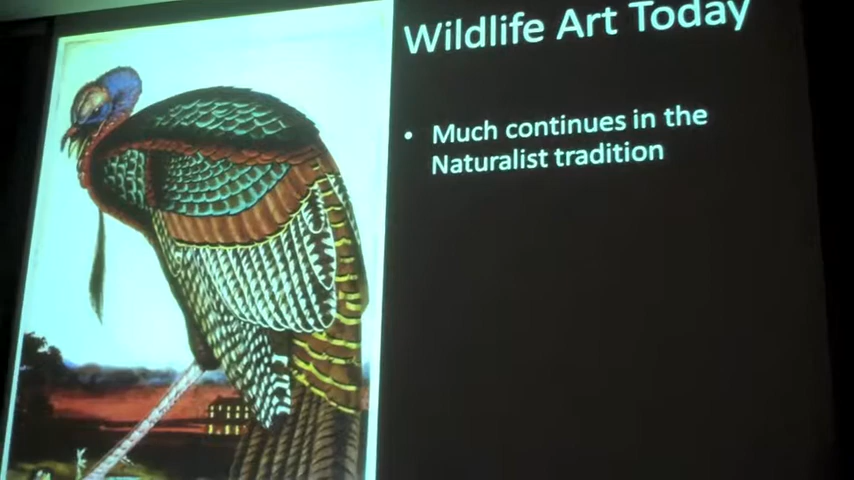 Wildlife Art Today
• Much continues in the
Naturalist tradition